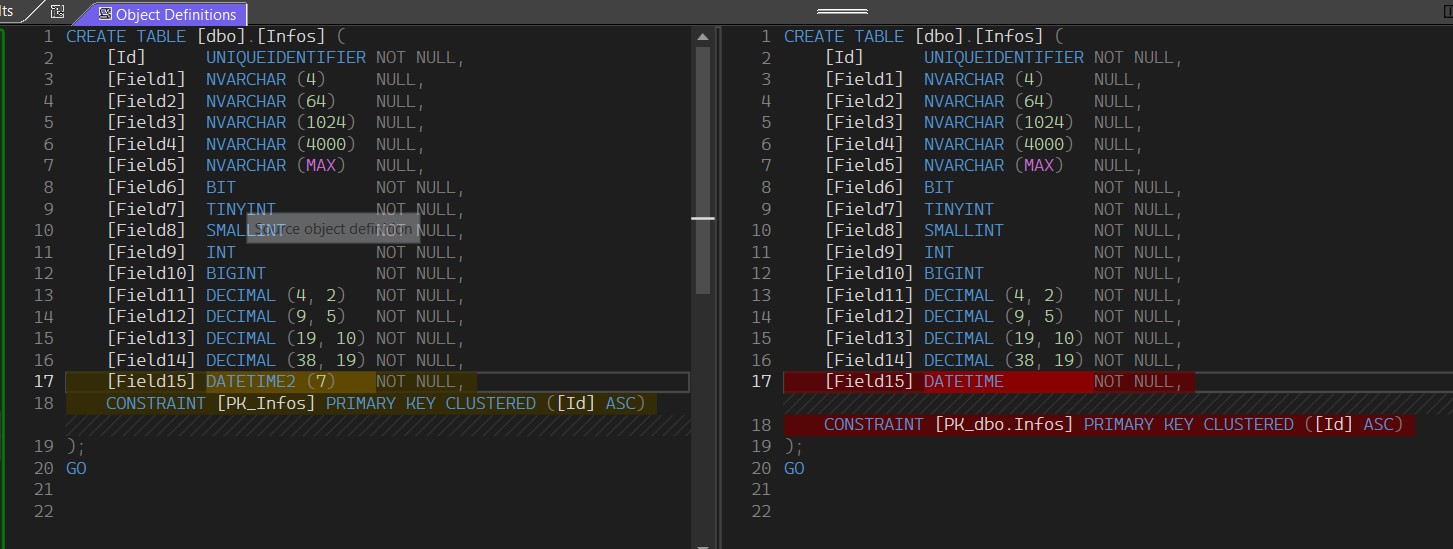 lts
Object Definitions
1 CREATE TABLE [dbo].[Infos] (
2 [Id] UNIQUEIDENTIFIER NOT NULL,
3 [Field1] NVARCHAR (4) NULL,
4 [Field2] NVARCHAR (64) NULL,
5 [Field3] NVARCHAR (1024) NULL,
6 [Field4] NVARCHAR (4000) NULL,
7 [Field5] NVARCHAR (MAX) NULL,
8 [Field6] BIT NOT NULL,
9 [Field7] TINYINT NOT NULL,
10 [Field8] SMALLINT NOT NULL,
Source object definition
11 [Field9] INT NOT NULL,
12 [Field10] BIGINT NOT NULL,
13 [Field11] DECIMAL (4, 2) NOT NULL,
14 [Field12] DECIMAL (9, 5) NOT NULL,
15 [Field13] DECIMAL (19, 10) NOT NULL,
16 [Field14] DECIMAL (38, 19) NOT NULL,
17 [Field15] DATETIME2 (7) NOT NULL,
18 CONSTRAINT [PK_Infos] PRIMARY KEY CLUSTERED ([Id] ASC)
19 );
20 GO
21
22
1 CREATE TABLE [dbo].[Infos] (
2 [Id] UNIQUEIDENTIFIER NOT NULL,
3 [Field1] NVARCHAR (4) NULL,
4 [Field2] NVARCHAR (64) NULL,
5 [Field3] NVARCHAR (1024) NULL,
6 [Field4] NVARCHAR (4000) NULL,
7 [Field5] NVARCHAR (MAX) NULL,
8 [Field6] BIT NOT NULL,
9 [Field7] TINYINT NOT NULL,
10 [Field8] SMALLINT NOT NULL,
11 [Field9] INT NOT NULL,
12 [Field10] BIGINT NOT NULL,
13 [Field11] DECIMAL (4, 2) NOT NULL,
14 [Field12] DECIMAL (9, 5) NOT NULL,
15 [Field13] DECIMAL (19, 10) NOT NULL,
16 [Field14] DECIMAL (38, 19) NOT NULL,
17 [Field15] DATETIME NOT NULL,
18 CONSTRAINT [PK_dbo.Infos] PRIMARY KEY CLUSTERED ([Id] ASC)
19 );
20 GO
21
22